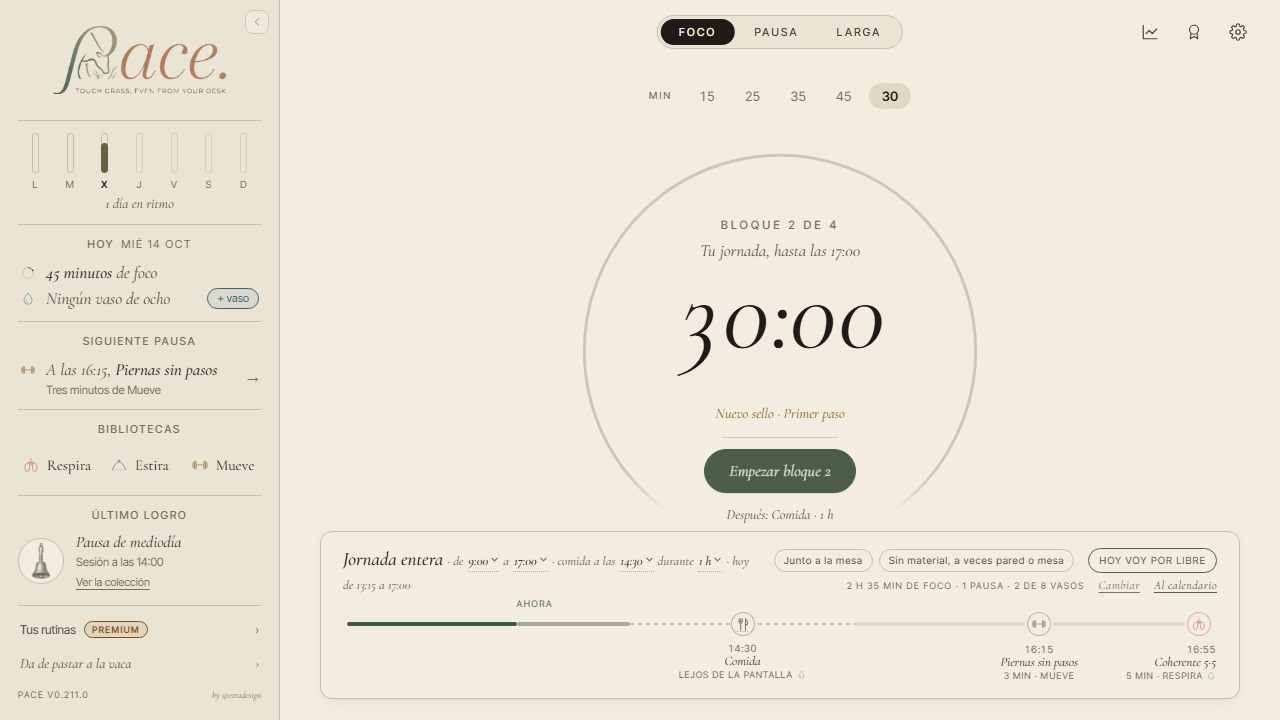 Pace.
TOUCH GRASS. EVEN FROM YOUR DESK
L M X J V S D
1 día en ritmo
HOY MIÉ 14 OCT
45 minutos de foco
Ningún vaso de ocho
+ vaso
SIGUIENTE PAUSA
A las 16:15, Piernas sin pasos →
Tres minutos de Mueve
BIBLIOTECAS
Respira Estira Mueve
ÚLTIMO LOGRO
Pausa de mediodía
Sesión a las 14:00
Ver la colección
Tus rutinas PREMIUM ›
Da de pastar a la vaca ›
PACE V0.211.0 by @ezradesign
FOCO PAUSA LARGA
MIN 15 25 35 45 30
BLOQUE 2 DE 4
Tu jornada, hasta las 17:00
30:00
Nuevo sello · Primer paso
Empezar bloque 2
Después: Comida · 1 h
Jornada entera · de 9:00 a 17:00 · comida a las 14:30 durante 1 h · hoy
de 13:15 a 17:00
Junto a la mesa Sin material, a veces pared o mesa HOY VOY POR LIBRE
2 H 35 MIN DE FOCO · 1 PAUSA · 2 DE 8 VASOS Cambiar Al calendario
AHORA
14:30
Comida
LEJOS DE LA PANTALLA
16:15
Piernas sin pasos
3 MIN · MUEVE
16:55
Coherente 5·5
5 MIN · RESPIRA